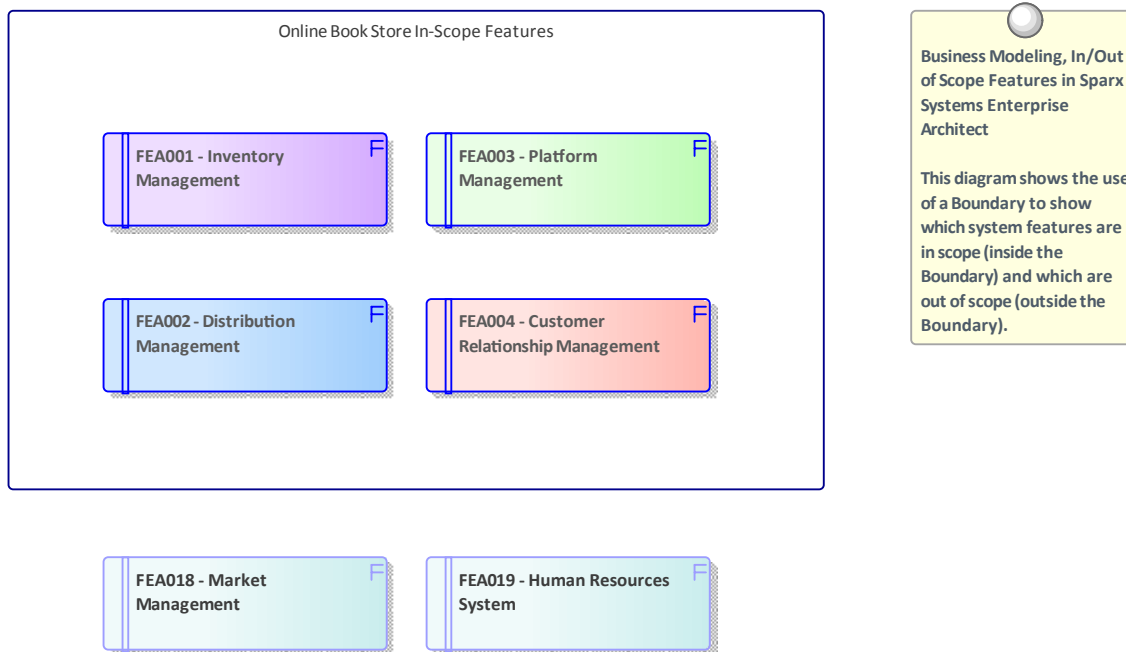 Online Book Store In-Scope Features
FEA001 - Inventory
Management
F
FEA003 - Platform
Management
F
FEA002 - Distribution
Management
F
FEA004 - Customer
Relationship Management
F
FEA018 - Market
Management
F
FEA019 - Human Resources
System
F
Business Modeling, In/Out
of Scope Features in Sparx
Systems Enterprise
Architect
This diagram shows the use
of a Boundary to show
which system features are
in scope (inside the
Boundary) and which are
out of scope (outside the
Boundary).